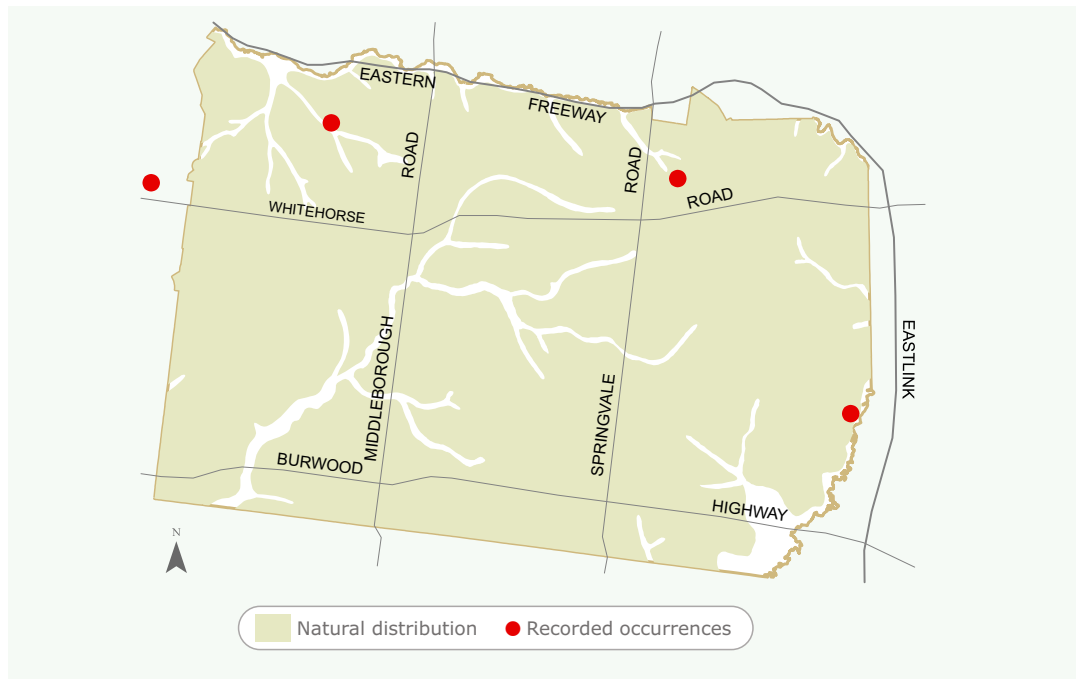 EASTERN
FREEWAY
ROAD
ROAD
ROAD
WHITEHORSE
MIDDLEBOROUGH
EASTLINK
SPRINGVALE
BURWOOD
HIGHWAY
N
Natural distribution
Recorded occurrences